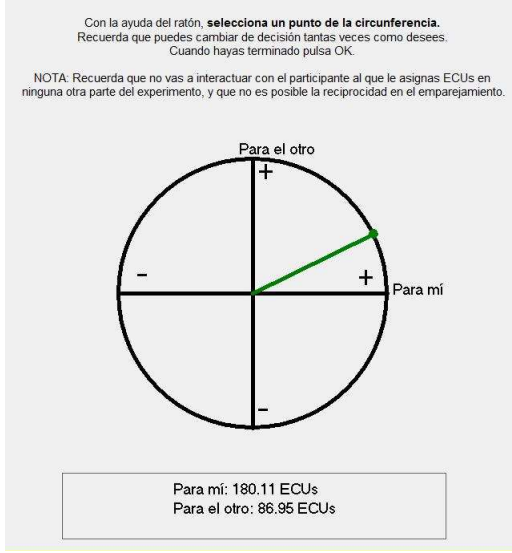 Con la ayuda del ratón, selecciona un punto de la circunferencia.
Recuerda que puedes cambiar de decisión tantas veces como desees.
Cuando hayas terminado pulsa OK.
NOTA: Recuerda que no vas a interactuar con el participante al que le asignas ECUs en
ninguna otra parte del experimento, y que no es posible la reciprocidad en el emparejamiento.
Para el otro
+
-
+
Para mí
-
Para mí: 180.11 ECUs
Para el otro: 86.95 ECUs